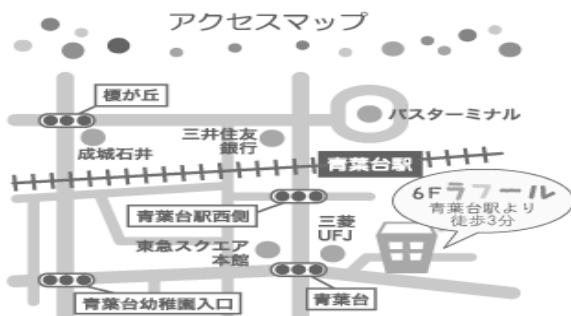 アクセスマップ
榎が丘
バスターミナル
成城石井
三井住友
銀行
青葉台駅
6Fラフール
青葉台駅より
徒歩3分
青葉台駅西側
三菱
UFJ
東急スクエア
本館
青葉台幼稚園入口
青葉台